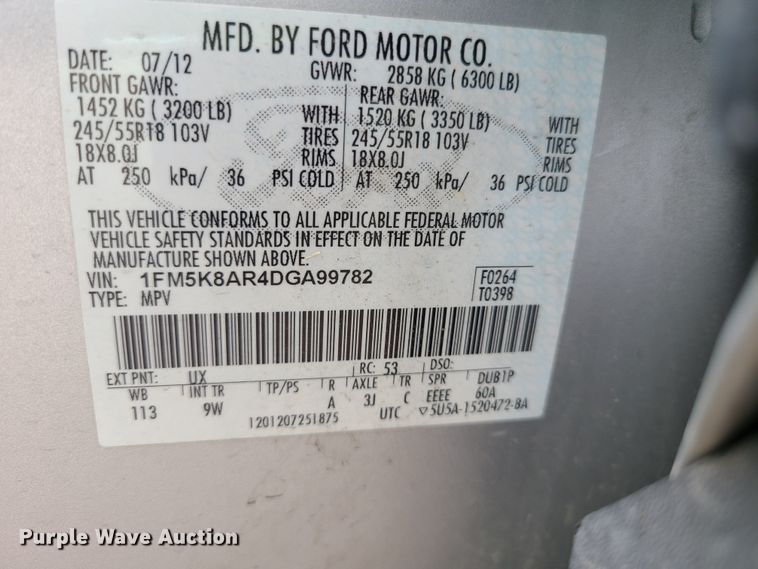 MFD. BY FORD MOTOR CO.
DATE: 07/12 GVWR: 2858 KG ( 6300 LB)
FRONT GAWR: REAR GAWR:
1452 KG ( 3200 LB) WITH 1520 KG ( 3350 LB) WITH
245/55R18 103V TIRES 245/55R18 103V TIRES
18X8.0J RIMS 18X8.0J RIMS
AT 250 kPa/ 36 PSI COLD AT 250 kPa/ 36 PSI COLD
THIS VEHICLE CONFORMS TO ALL APPLICABLE FEDERAL MOTOR
VEHICLE SAFETY STANDARDS IN EFFECT ON THE DATE OF
MANUFACTURE SHOWN ABOVE.
VIN: 1FM5K8AR4DGA99782 F0264
TYPE: MPV T0398
EXT PNT: UX RC: 53 DSO:
WB INT TR TP/PS R AXLE TR SPR DUB1P
113 9W A 3J C EEEE 60A
1201207251875 UTC ▽5U5A-1520472-BA
Purple Wave Auction